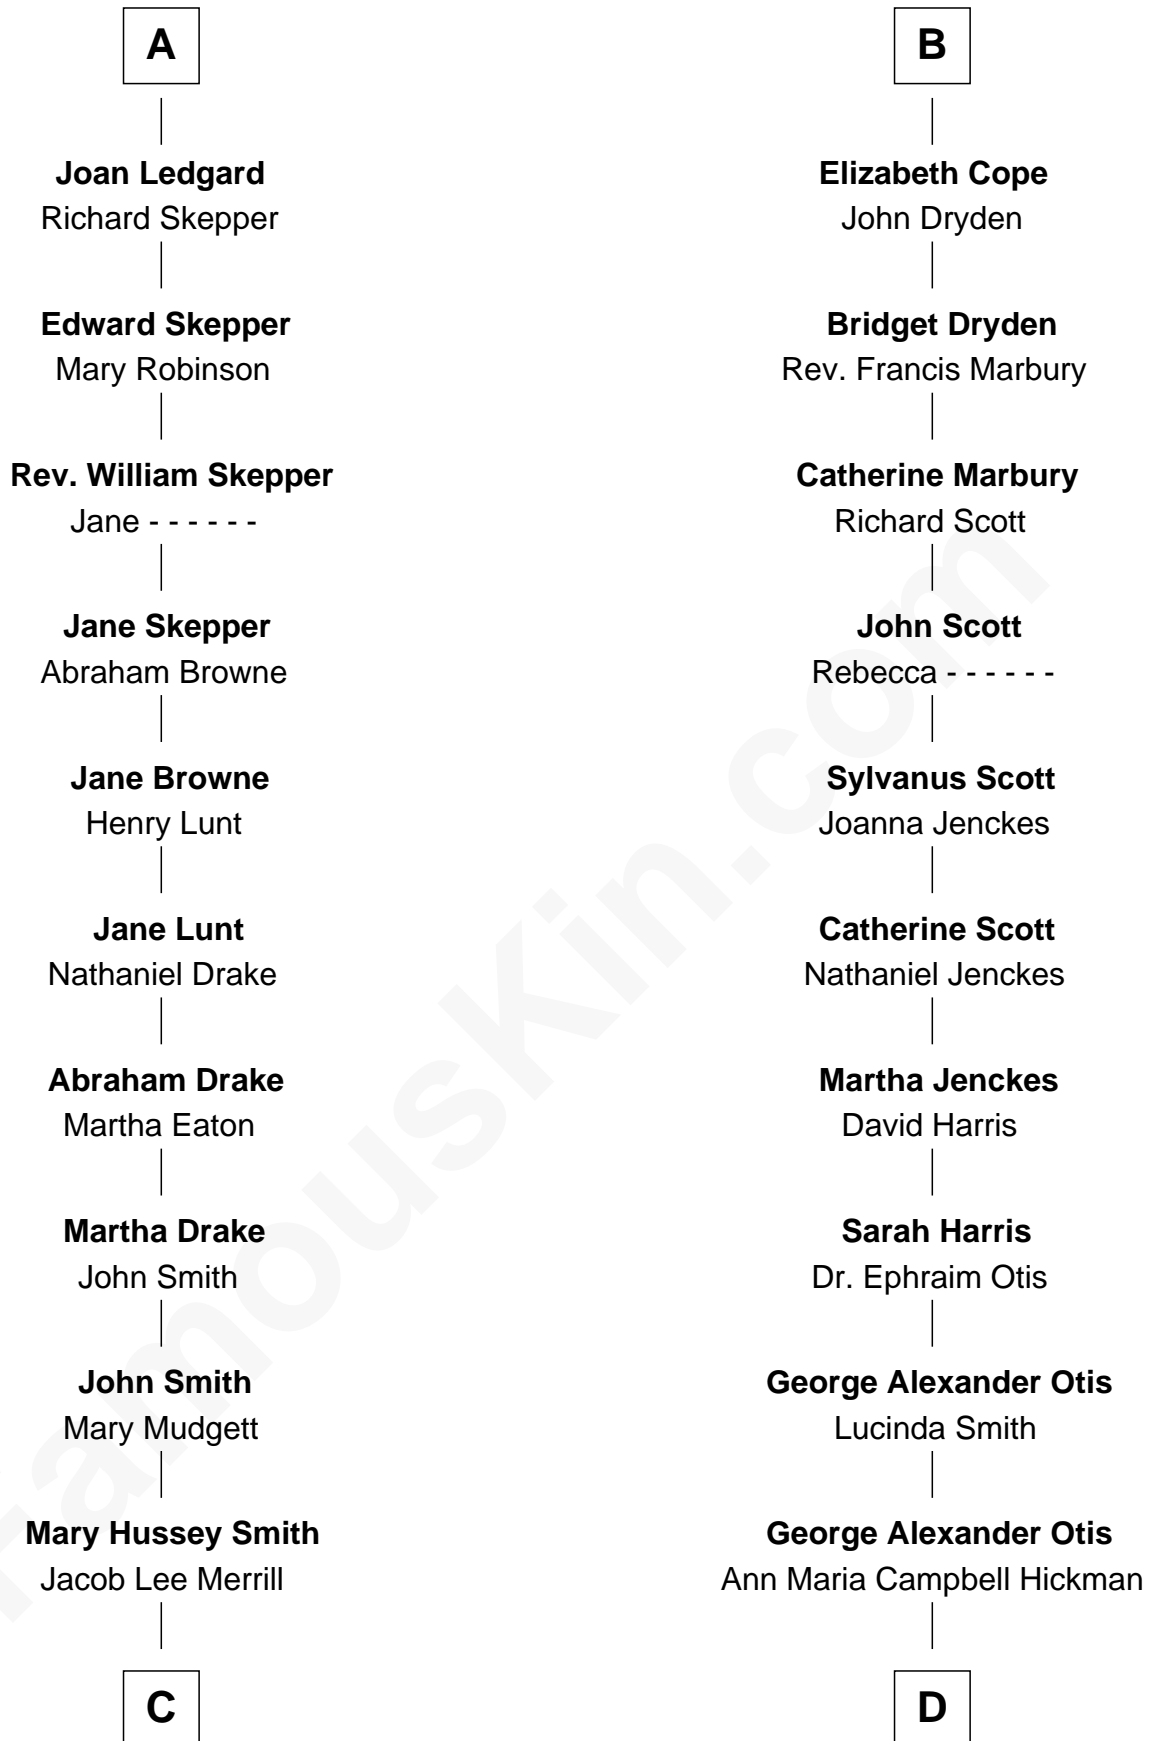 A
Joan Ledgard
Richard Skepper
Edward Skepper
Mary Robinson
Rev. William Skepper
Jane - - - - - -
Jane Skepper
Abraham Browne
Jane Browne
Henry Lunt
Jane Lunt
Nathaniel Drake
Abraham Drake
Martha Eaton
Martha Drake
John Smith
John Smith
Mary Mudgett
Mary Hussey Smith
Jacob Lee Merrill
C
B
Elizabeth Cope
John Dryden
Bridget Dryden
Rev. Francis Marbury
Catherine Marbury
Richard Scott
John Scott
Rebecca - - - - - -
Sylvanus Scott
Joanna Jenckes
Catherine Scott
Nathaniel Jenckes
Martha Jenckes
David Harris
Sarah Harris
Dr. Ephraim Otis
George Alexander Otis
Lucinda Smith
George Alexander Otis
Ann Maria Campbell Hickman
D
FamousKin.com